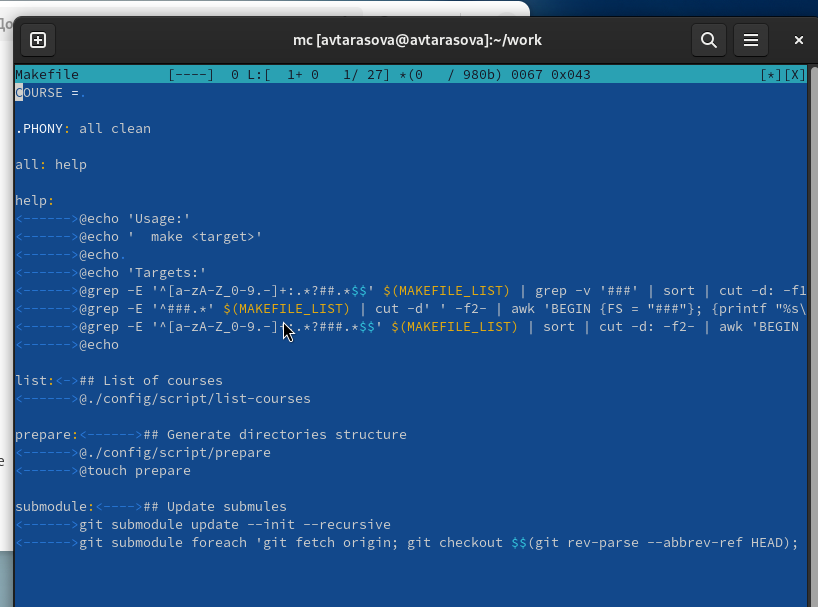 До
mc [avtarasova@avtarasova]:~/work
Makefile [----] 0 L:[ 1+ 0 1/ 27] *(0 / 980b) 0067 0x043 [*][X]
COURSE =.
.PHONY: all clean
all: help
help:
<------>@echo 'Usage:'
<------>@echo '  make <target>'
<------>@echo.
<------>@echo 'Targets:'
<------>@grep -E '^[a-zA-Z_0-9.-]+:.*?##.*$$' $(MAKEFILE_LIST) | grep -v '###' | sort | cut -d: -f1
<------>@grep -E '^###.*' $(MAKEFILE_LIST) | cut -d' ' -f2- | awk 'BEGIN {FS = "###"}; {printf "%s\
<------>@grep -E '^[a-zA-Z_0-9.-]+:.*?###.*$$' $(MAKEFILE_LIST) | sort | cut -d: -f2- | awk 'BEGIN
<------>@echo
list:<->## List of courses
<------>@./config/script/list-courses
prepare:<------>## Generate directories structure
<------>@./config/script/prepare
<------>@touch prepare
submodule:<---->## Update submules
<------>git submodule update --init --recursive
<------>git submodule foreach 'git fetch origin; git checkout $$(git rev-parse --abbrev-ref HEAD);